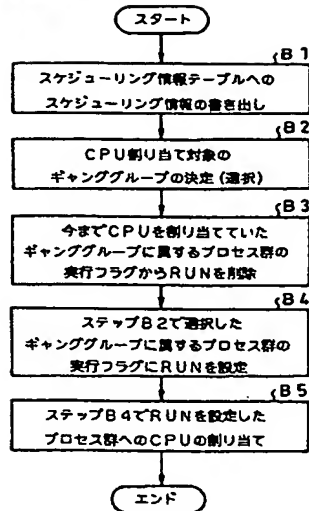 スタート
B1
スケジューリング情報テーブルへの
スケジューリング情報の書き出し
B2
CPU割り当て対象の
ギャンググループの決定(選択)
B3
今までCPUを割り当てていた
ギャンググループに属するプロセス群の
実行フラグからRUNを削除
B4
ステップB2で選択した
ギャンググループに属するプロセス群の
実行フラグにRUNを設定
B5
ステップB4でRUNを設定した
プロセス群へのCPUの割り当て
エンド